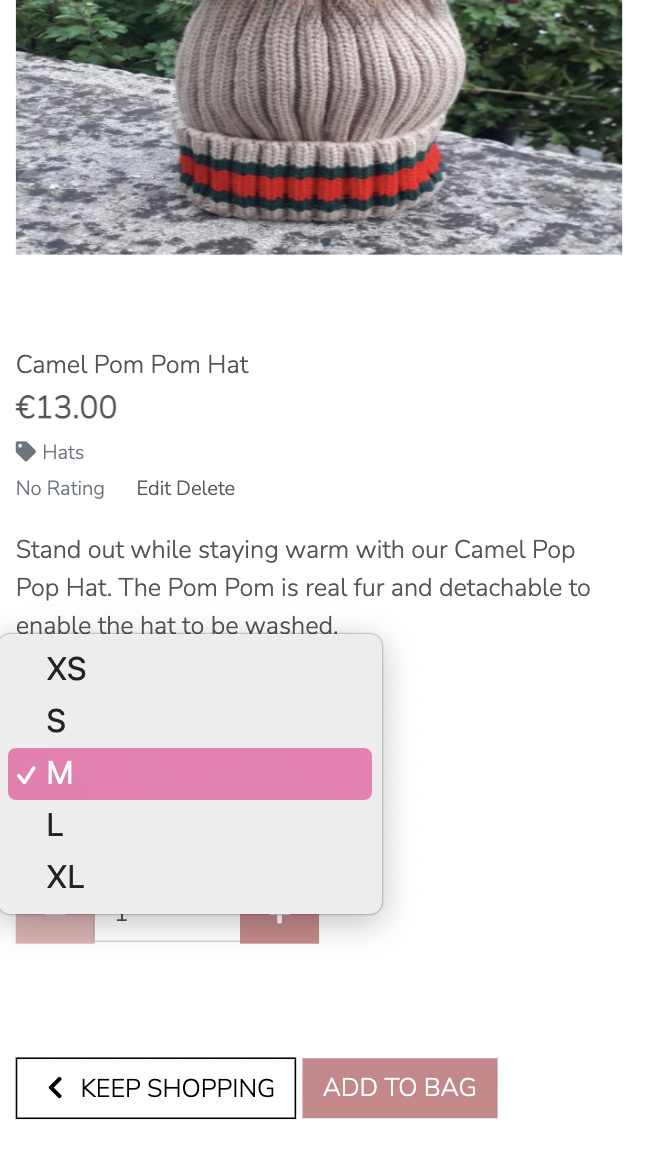 Camel Pom Pom Hat
€13.00
Hats
No Rating Edit Delete
Stand out while staying warm with our Camel Pop
Pop Hat. The Pom Pom is real fur and detachable to
enable the hat to be washed.
XS
S
M
L
XL
1
KEEP SHOPPING ADD TO BAG